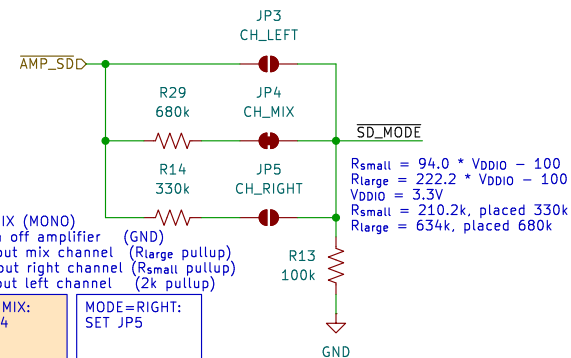 JP3
CH_LEFT
AMP_SD
R29
680k
JP4
CH_MIX
SD_MODE
R14
330k
JP5
CH_RIGHT
Rsmall = 94.0 * VDDIO - 100
Rlarge = 222.2 * VDDIO - 100
VDDIO = 3.3V
Rsmall = 210.2k, placed 330k
Rlarge = 634k, placed 680k
IX (MONO)
off amplifier (GND)
out mix channel (Rlarge pullup)
out right channel (Rsmall pullup)
out left channel (2k pullup)
R13
100k
MIX:
4
MODE=RIGHT:
SET JP5
GND